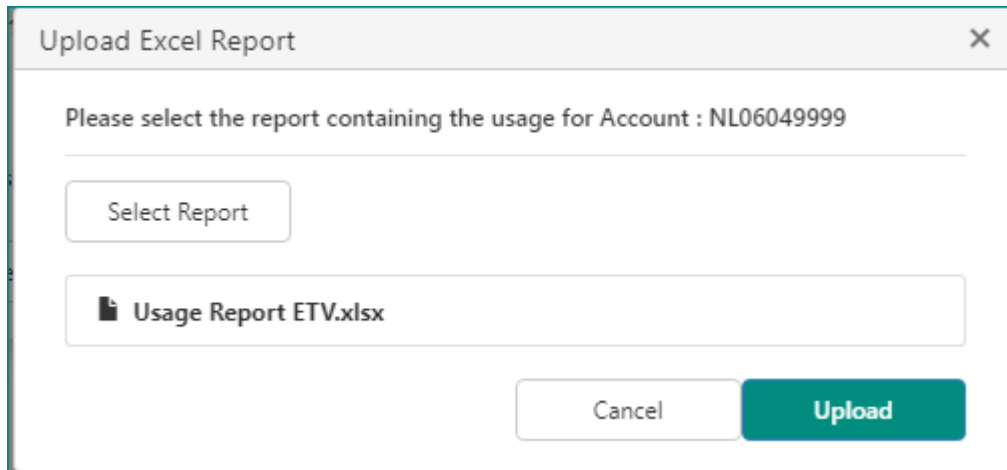 Upload Excel Report
Please select the report containing the usage for Account : NL06049999
Select Report
Usage Report ETV.xlsx
Cancel
Upload